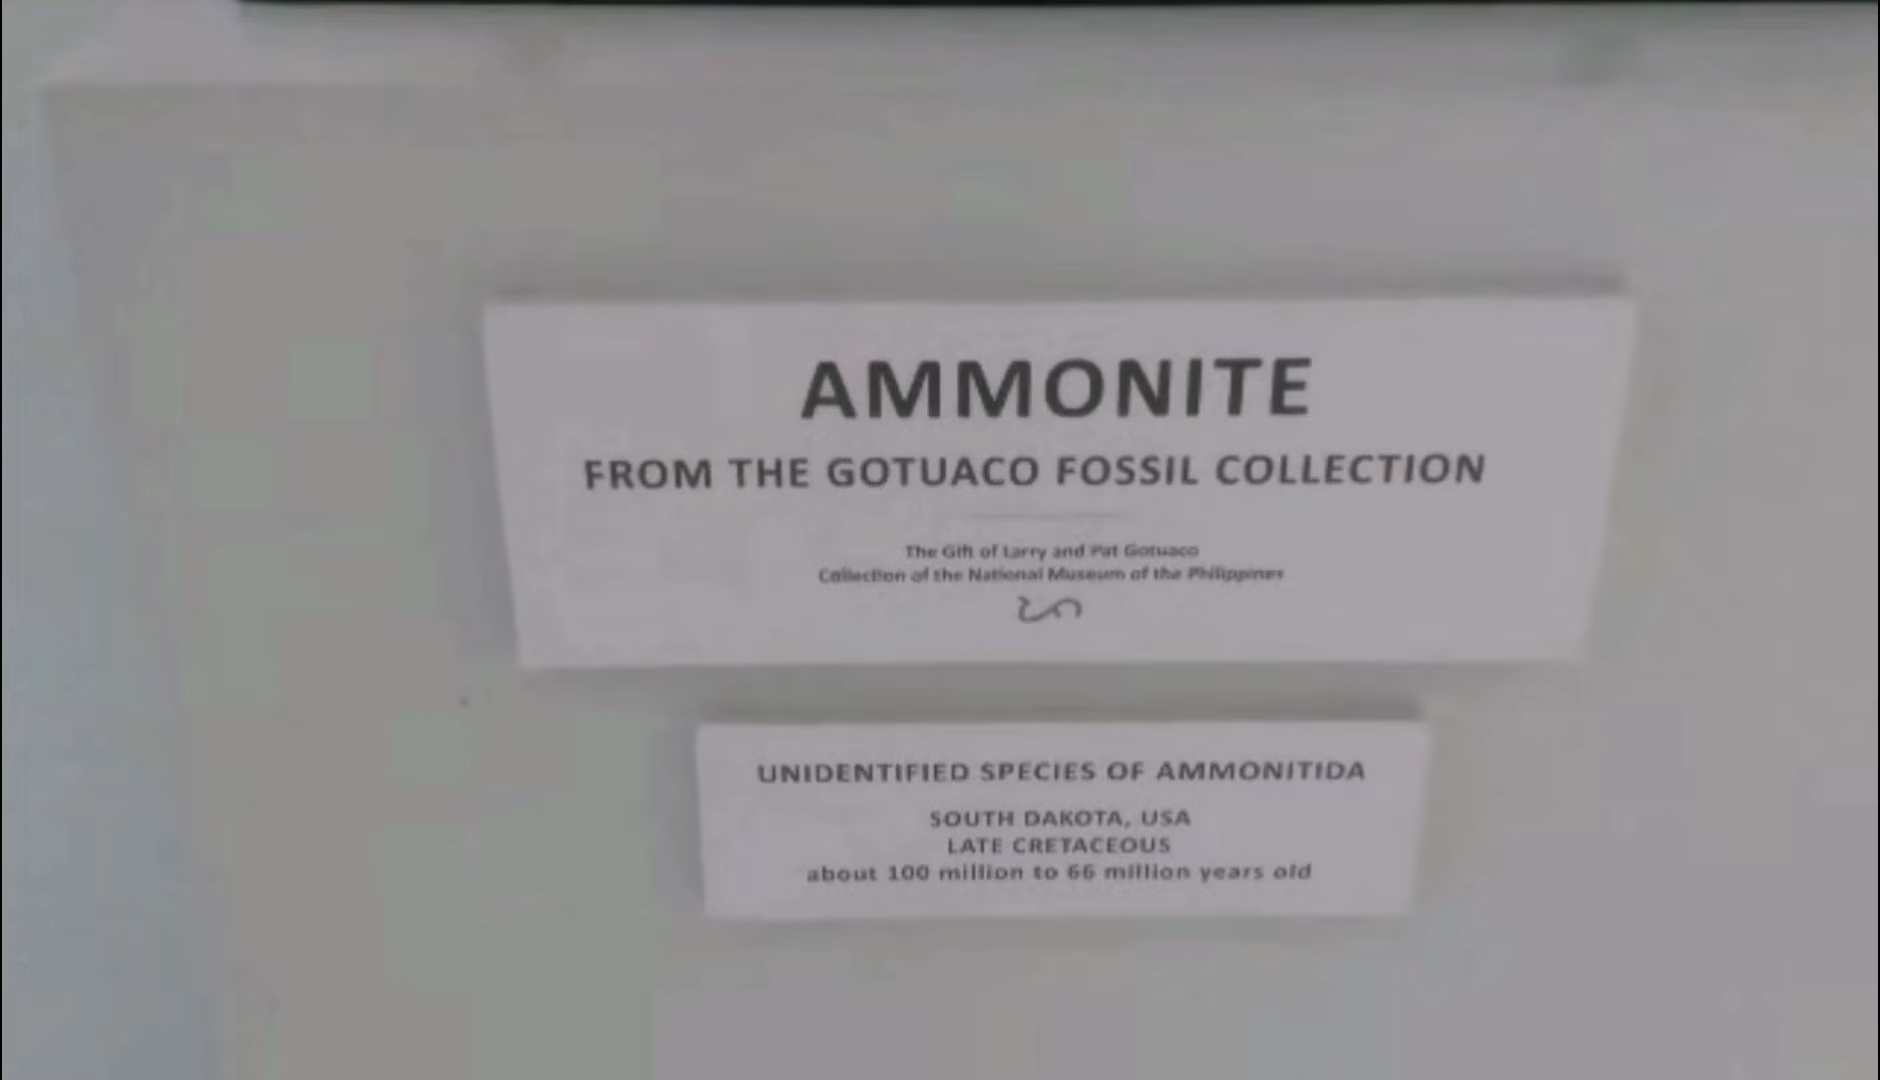 AMMONITE
FROM THE GOTUACO FOSSIL COLLECTION
The Gift of Larry and Pat Gotuaco
Collection of the National Museum of the Philippines
UNIDENTIFIED SPECIES OF AMMONITIDA
SOUTH DAKOTA, USA
LATE CRETACEOUS
about 100 million to 66 million years old